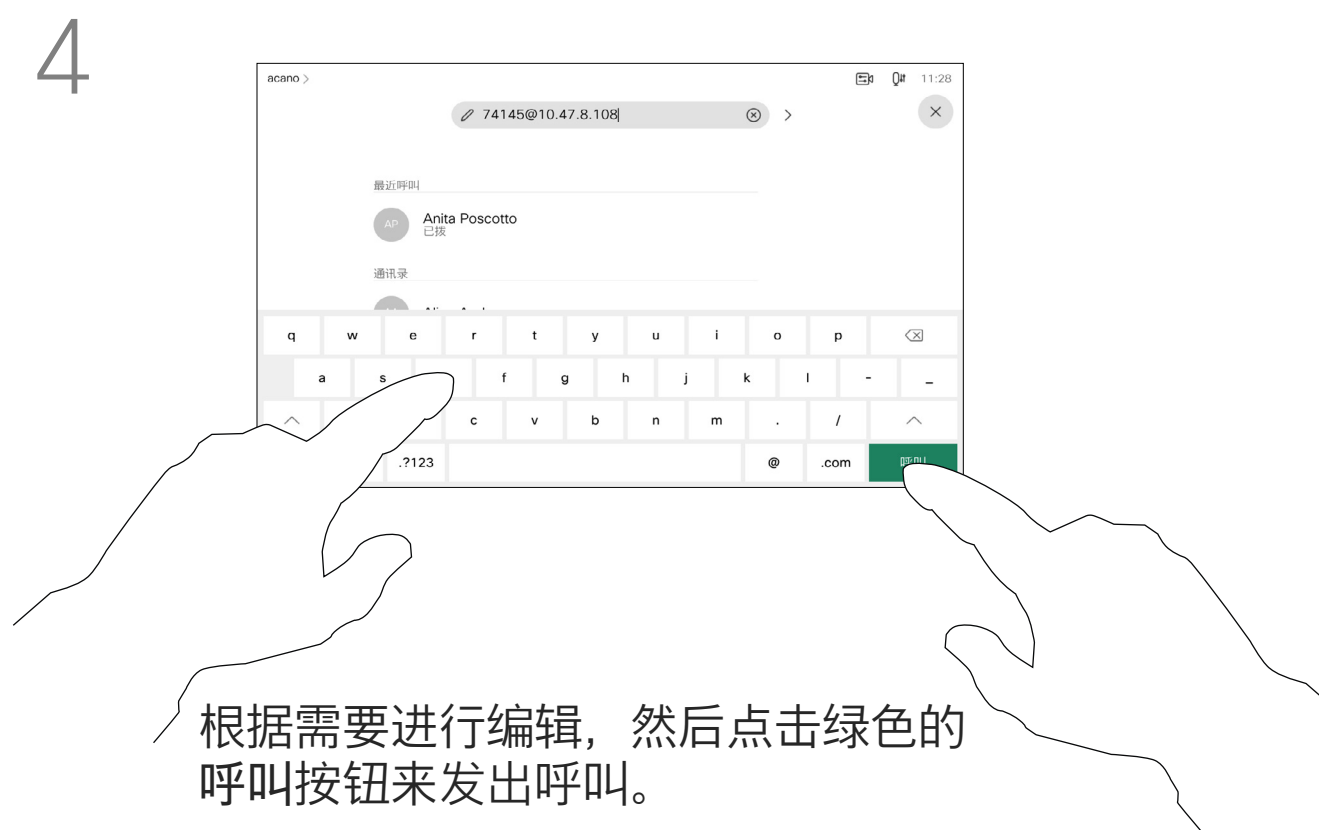 4
acano >
11:28
74145@10.47.8.108
最近呼叫
AP
Anita Poscotto
已拨
通讯录
q w e r t y u i o p
a s f g h j k l - _
c v b n m . /
.?123 @ .com 呼叫
根据需要进行编辑，然后点击绿色的
呼叫按钮来发出呼叫。